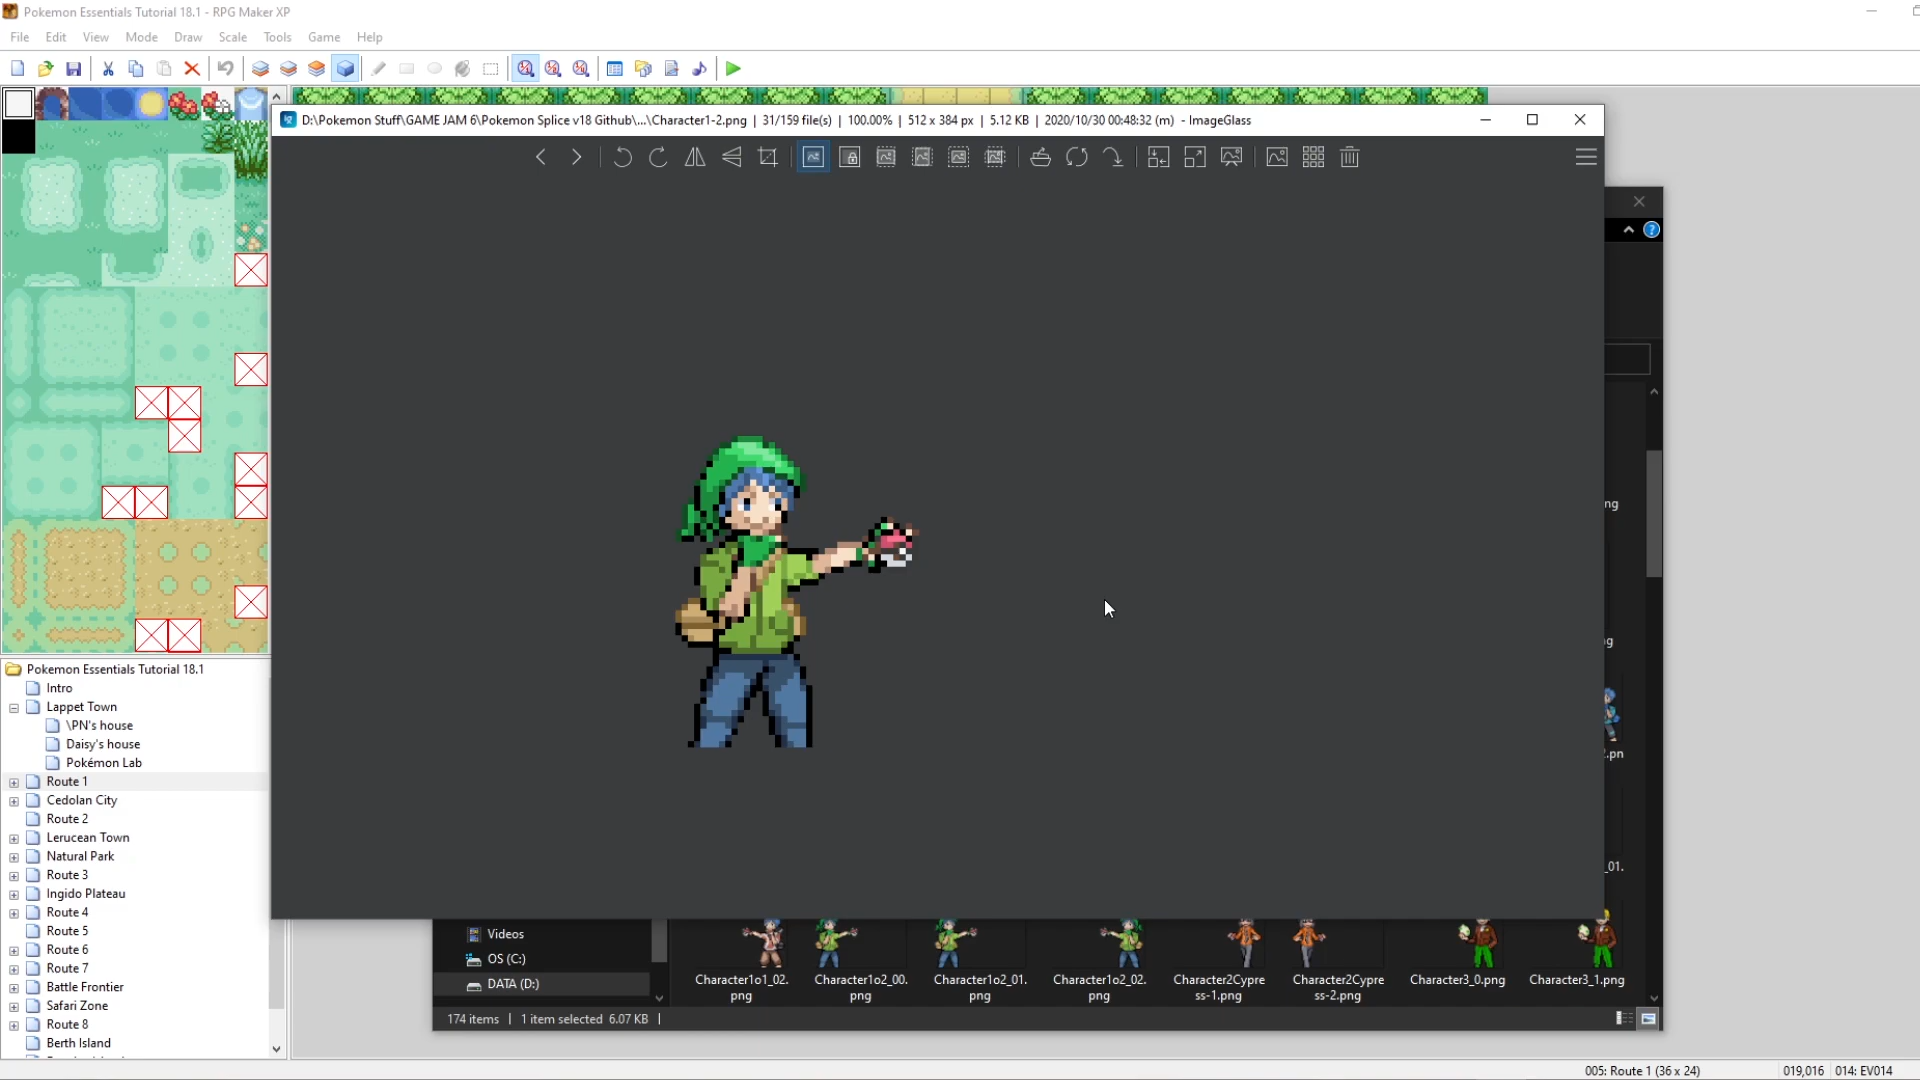 Pokemon Essentials Tutorial 18.1 - RPG Maker XP
File Edit View Mode Draw Scale Tools Game Help
D:\Pokemon Stuff\GAME JAM 6\Pokemon Splice v18 Github\...\Character1-2.png | 31/159 file(s) | 100.00% | 512 x 384 px | 5.12 KB | 2020/10/30 00:48:32 (m) - ImageGlass
ng
g
.pn
_01.
Pokemon Essentials Tutorial 18.1
Intro
Lappet Town
\PN's house
Daisy's house
Pokémon Lab
Route 1
Cedolan City
Route 2
Lerucean Town
Natural Park
Route 3
Ingido Plateau
Route 4
Route 5
Route 6
Route 7
Battle Frontier
Safari Zone
Route 8
Berth Island
Videos
OS (C:)
DATA (D:)
Character1o1_02.
png
Character1o2_00.
png
Character1o2_01.
png
Character1o2_02.
png
Character2Cypre
ss-1.png
Character2Cypre
ss-2.png
Character3_0.png
Character3_1.png
174 items | 1 item selected 6.07 KB |
005: Route 1 (36 x 24) 019,016 014: EV014